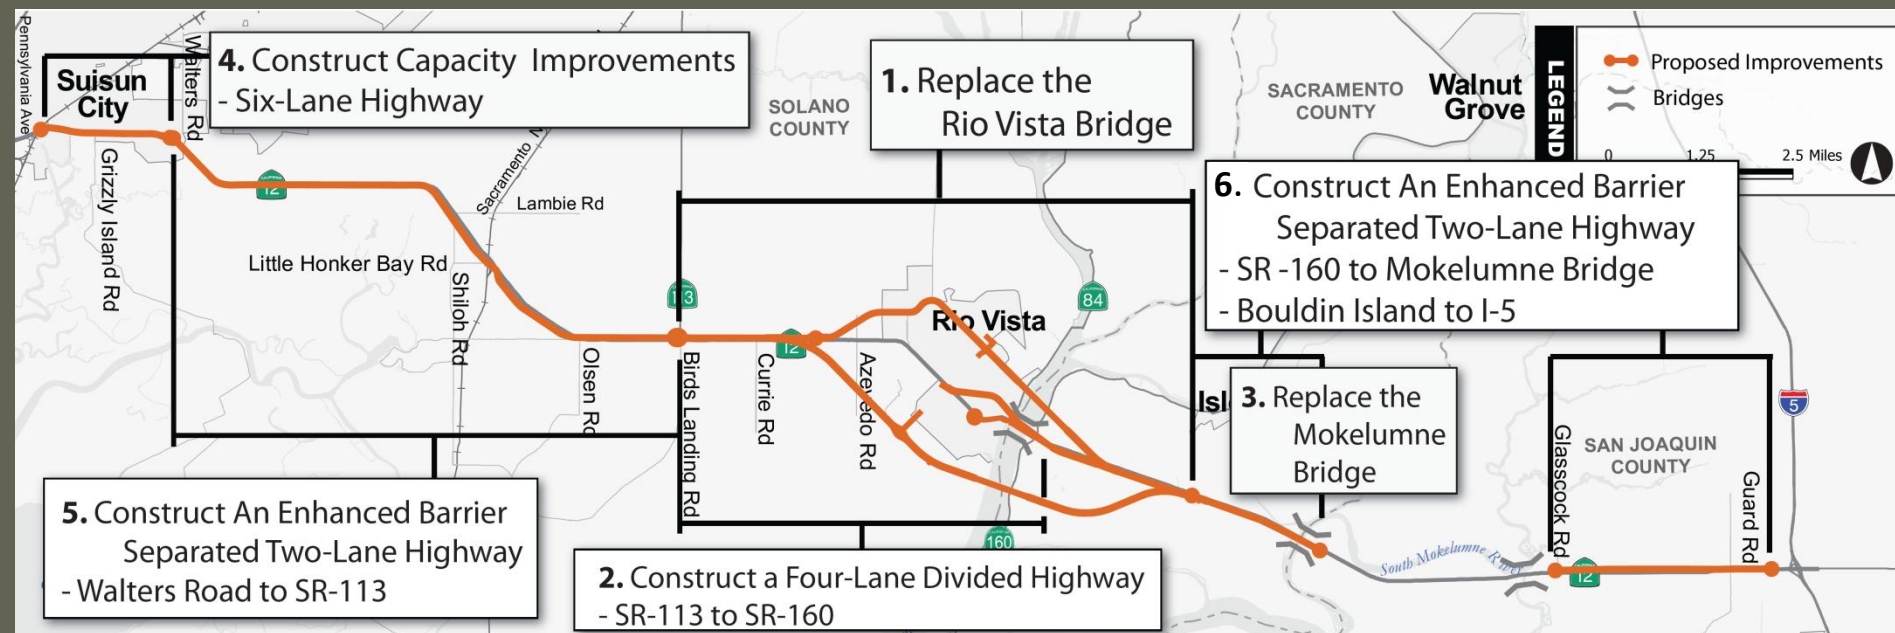 Pennsylvania Ave
Suisun
City
Walters Rd
4. Construct Capacity Improvements
- Six-Lane Highway
SOLANO
COUNTY
1. Replace the
Rio Vista Bridge
SACRAMENTO
COUNTY
Walnut
Grove
LEGEND
Proposed Improvements
Bridges
0 1.25 2.5 Miles
Grizzly Island Rd
12
Sacramento
Lambie Rd
Little Honker Bay Rd
Shiloh Rd
Olsen Rd
Birds Landing Rd
Currie Rd
12
Azevedo Rd
Rio Vista
84
6. Construct An Enhanced Barrier
Separated Two-Lane Highway
- SR -160 to Mokelumne Bridge
- Bouldin Island to I-5
3. Replace the
Mokelumne
Bridge
5
Glasscock Rd
SAN JOAQUIN
COUNTY
Guard Rd
5. Construct An Enhanced Barrier
Separated Two-Lane Highway
- Walters Road to SR-113
160
2. Construct a Four-Lane Divided Highway
- SR-113 to SR-160
South Mokelumne River
12